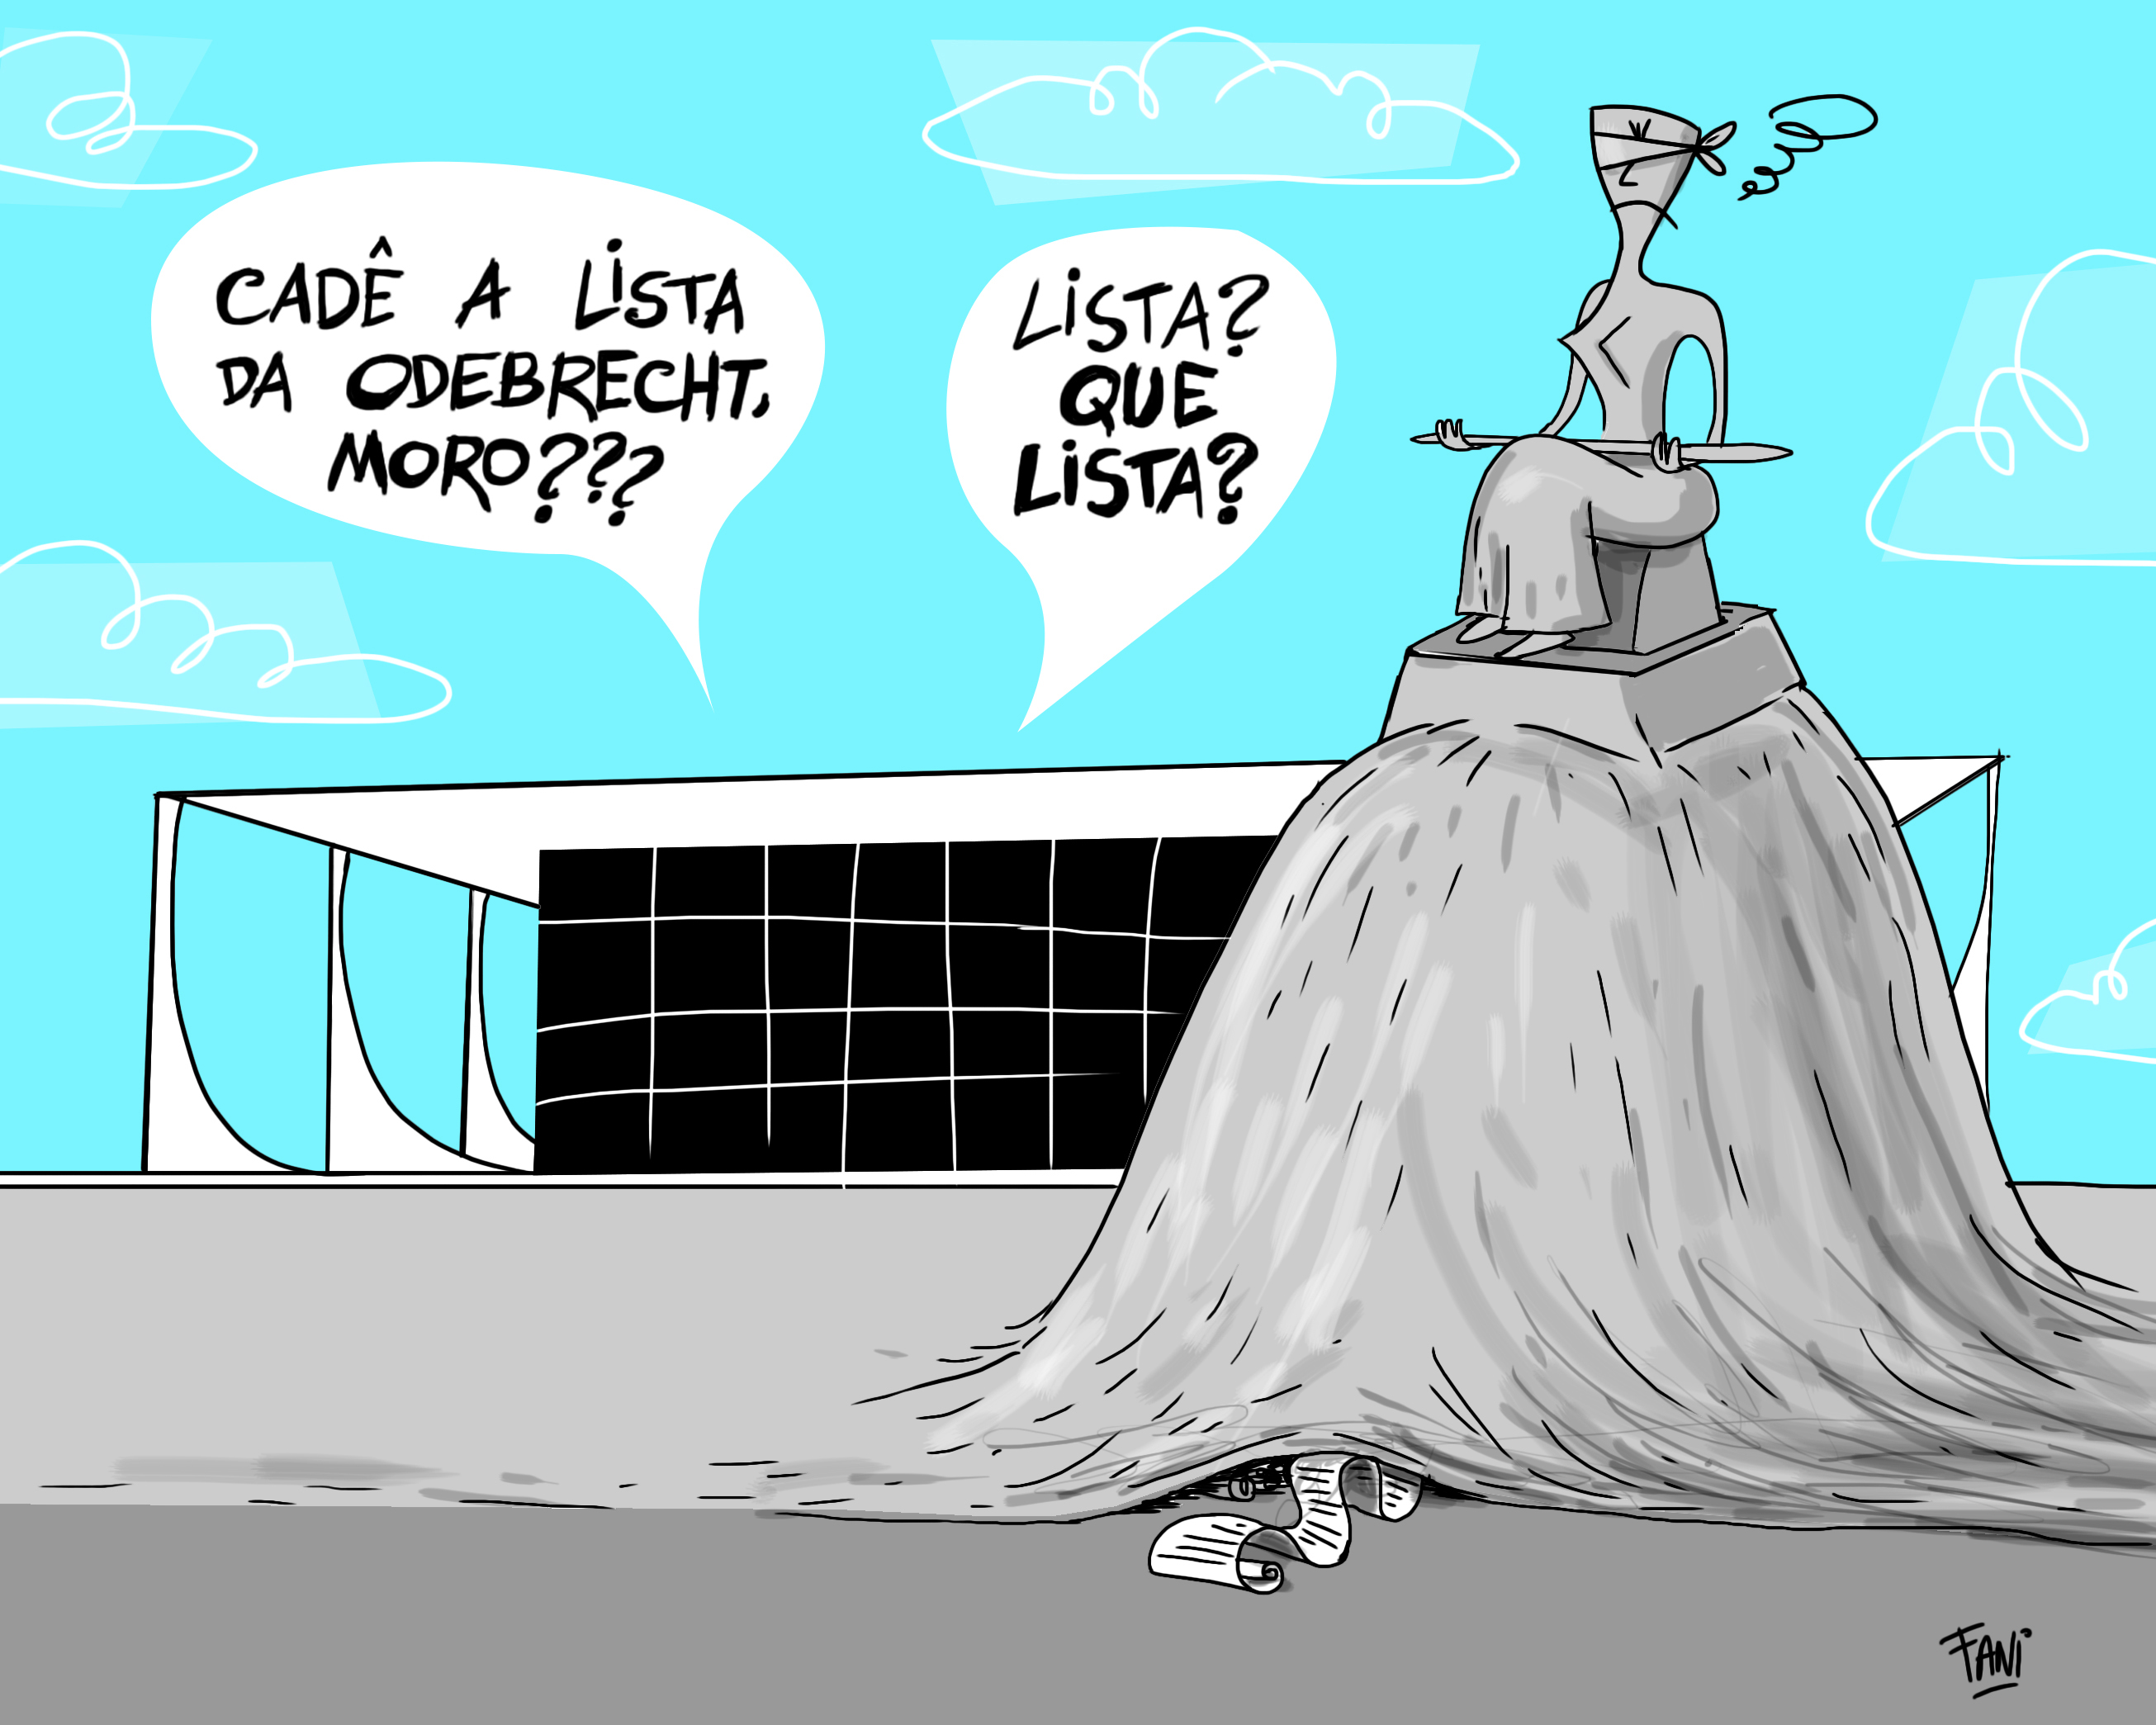 CADÊ A LISTA
DA ODEBRECHT,
MORO???
LISTA?
QUE
LISTA?
FANI